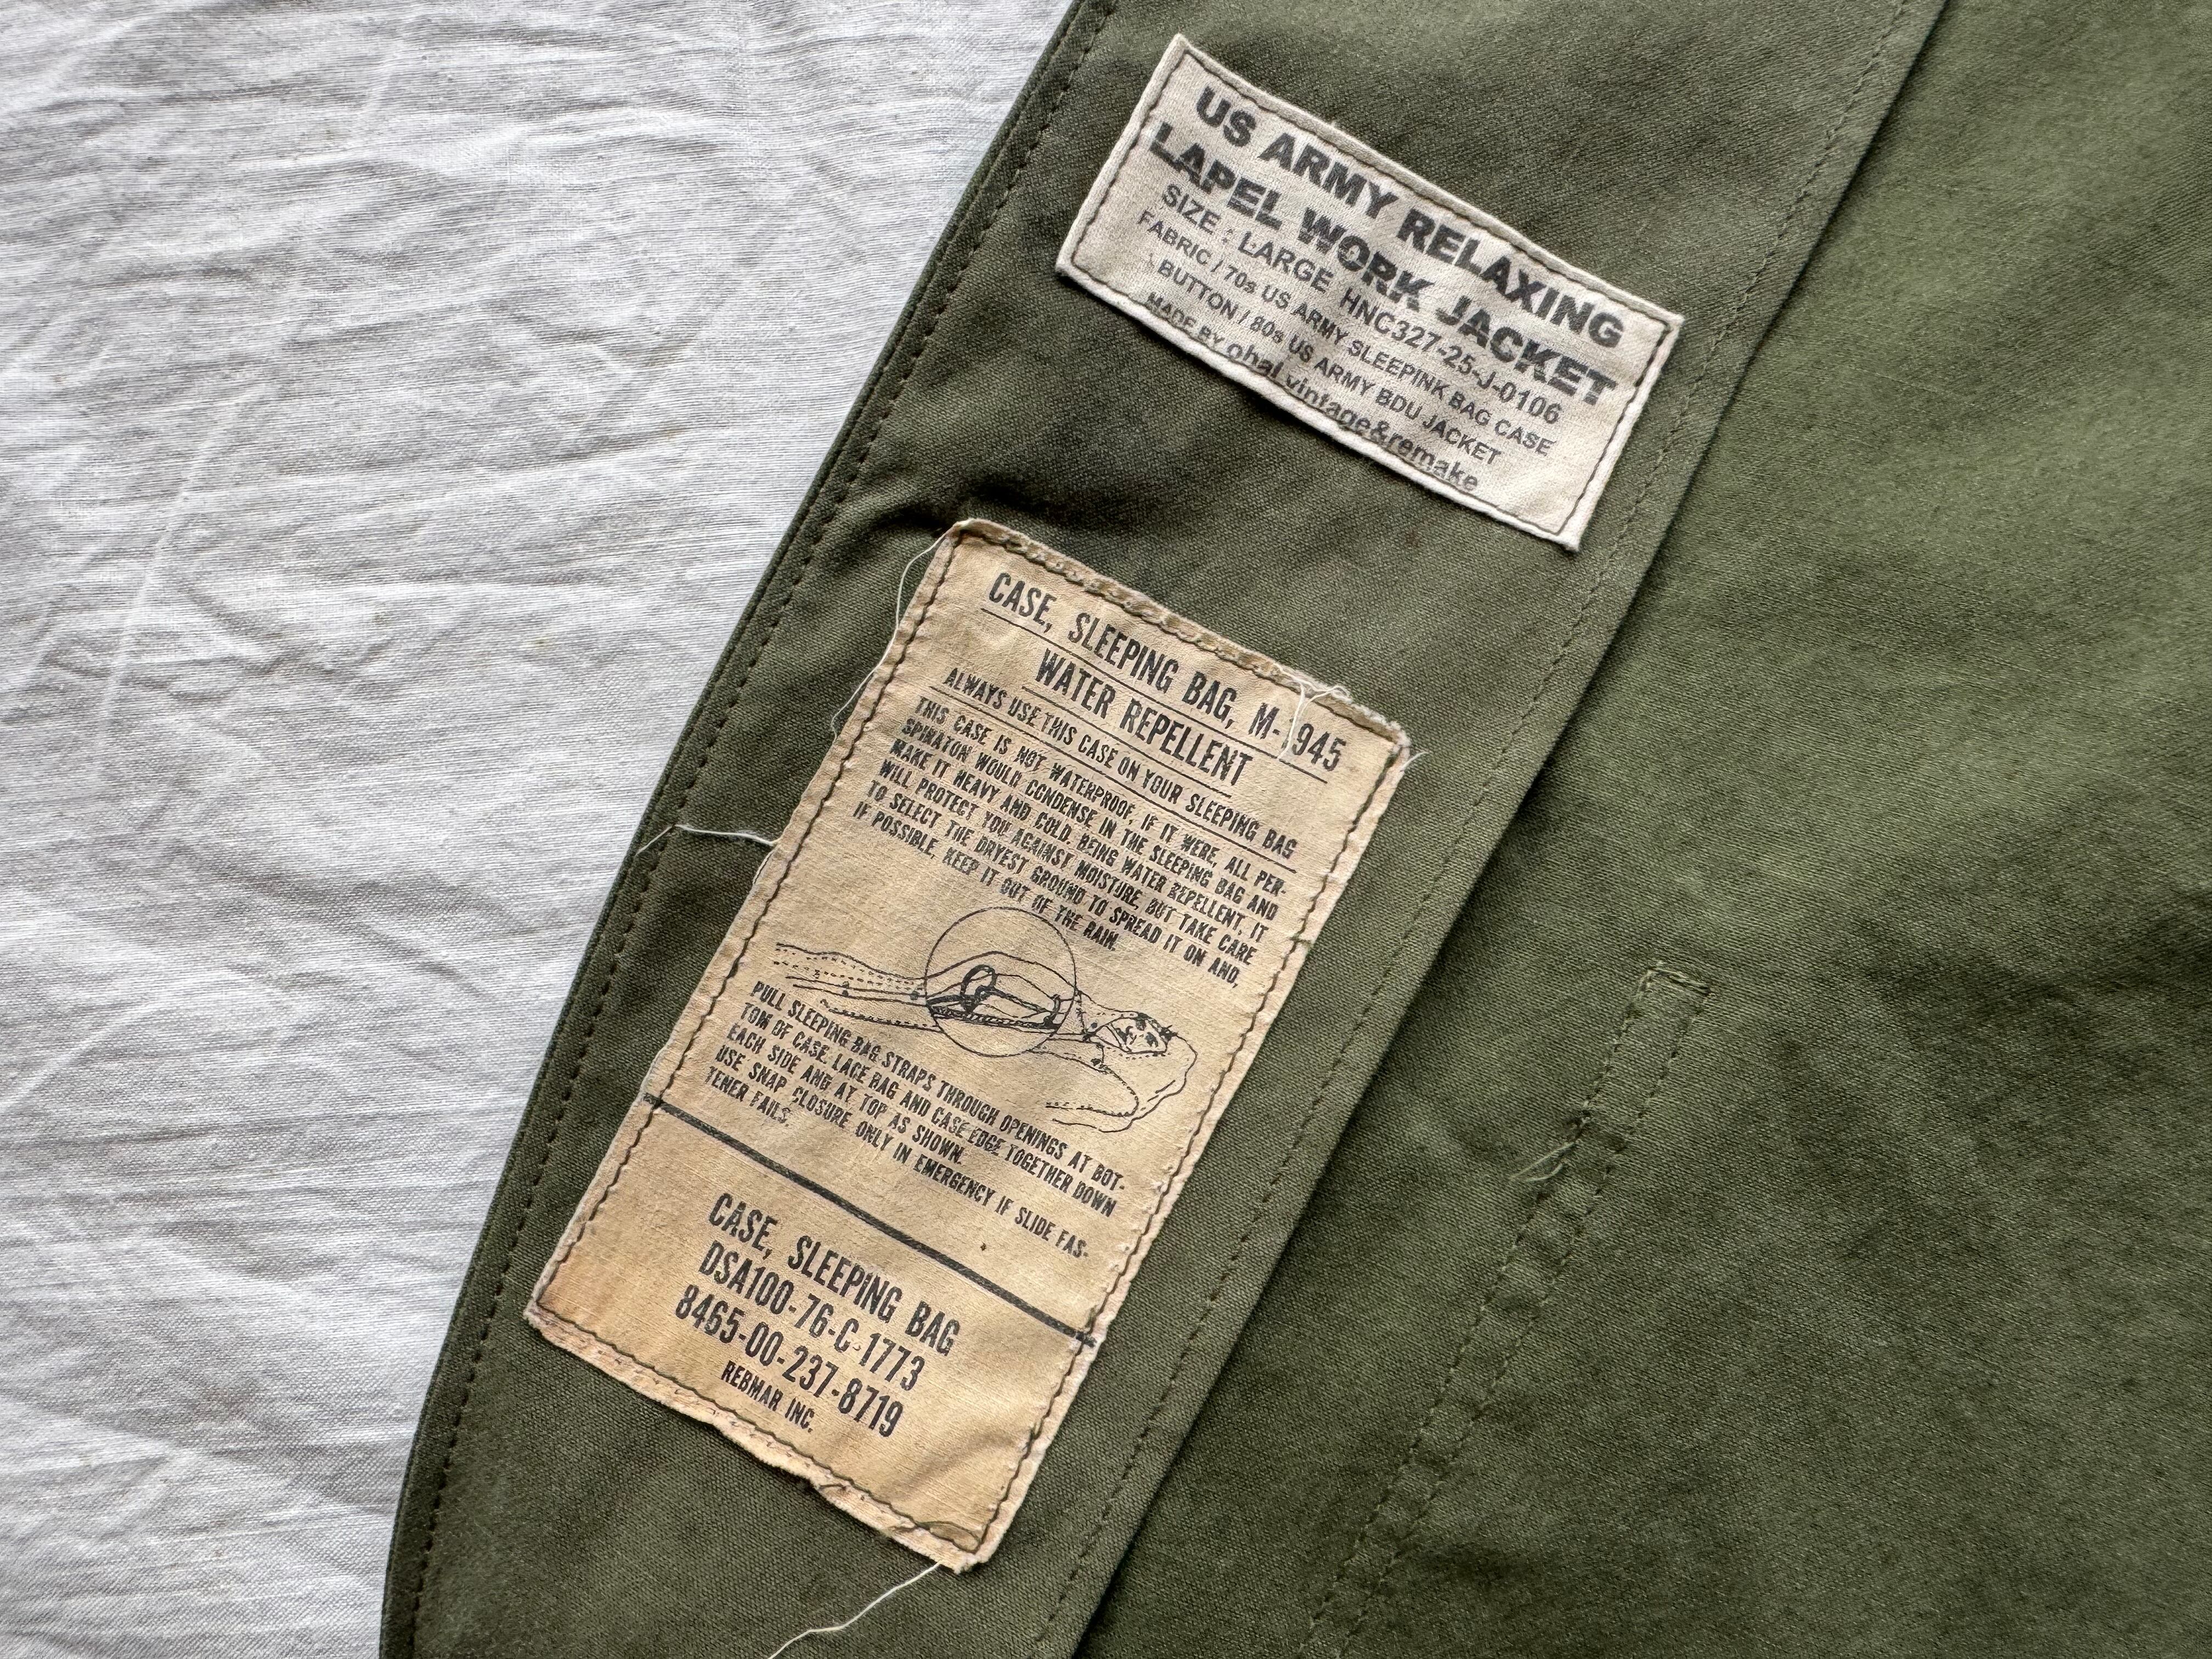 US ARMY RELAXING
LAPEL WORK JACKET
SIZE : LARGE HNC327-25-J-0106
FABRIC / 70s US ARMY SLEEPINK BAG CASE
BUTTON / 80s US ARMY BDU JACKET
MADE BY ohal vintage&remake
CASE, SLEEPING BAG, M-1945
WATER REPELLENT
ALWAYS USE THIS CASE ON YOUR SLEEPING BAG
THIS CASE IS NOT WATERPROOF, IF IT WERE, ALL PER-
SPIRATON WOULD CONDENSE IN THE SLEEPING BAG AND
MAKE IT HEAVY AND COLD. BEING WATER REPELLENT, IT
WILL PROTECT YOU AGAINST MOISTURE, BUT TAKE CARE
TO SELECT THE DRYEST GROUND TO SPREAD IT ON AND,
IF POSSIBLE, KEEP IT OUT OF THE RAIN.
PULL SLEEPING BAG STRAPS THROUGH OPENINGS AT BOT-
TOM OF CASE. LACE BAG AND CASE EDGE TOGETHER DOWN
EACH SIDE AND AT TOP AS SHOWN.
USE SNAP CLOSURE ONLY IN EMERGENCY IF SLIDE FAS-
TENER FAILS.
CASE, SLEEPING BAG
DSA100-76-C-1773
8465-00-237-8719
REBMAR INC.